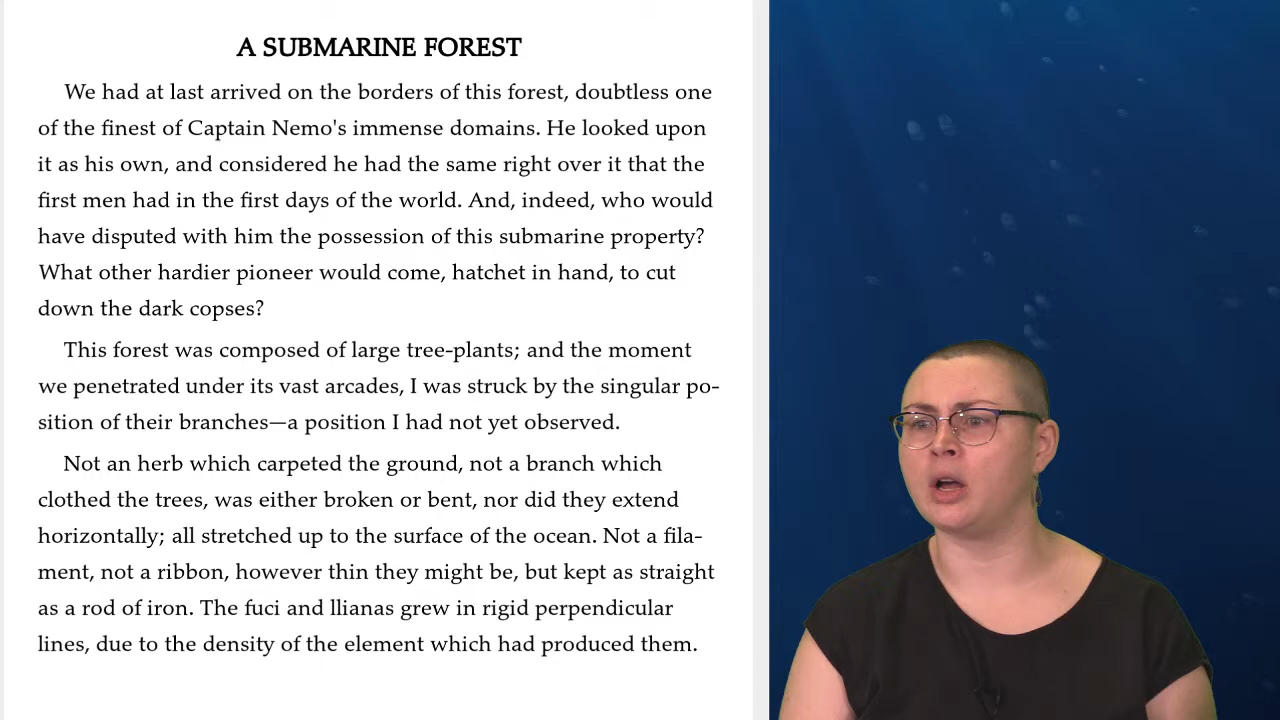 A SUBMARINE FOREST
We had at last arrived on the borders of this forest, doubtless one
of the finest of Captain Nemo's immense domains. He looked upon
it as his own, and considered he had the same right over it that the
first men had in the first days of the world. And, indeed, who would
have disputed with him the possession of this submarine property?
What other hardier pioneer would come, hatchet in hand, to cut
down the dark copses?
This forest was composed of large tree-plants; and the moment
we penetrated under its vast arcades, I was struck by the singular po-
sition of their branches—a position I had not yet observed.
Not an herb which carpeted the ground, not a branch which
clothed the trees, was either broken or bent, nor did they extend
horizontally; all stretched up to the surface of the ocean. Not a fila-
ment, not a ribbon, however thin they might be, but kept as straight
as a rod of iron. The fuci and llianas grew in rigid perpendicular
lines, due to the density of the element which had produced them.